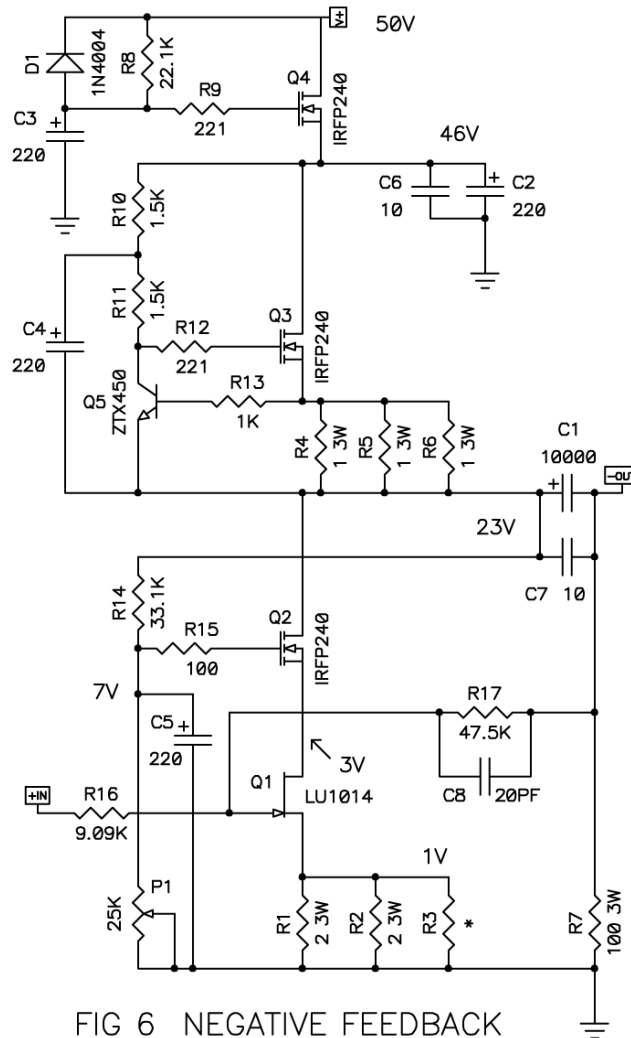 V+
50V
D1
1N4004
R8
22.1K
Q4
IRFP240
C3
+
220
R9
221
46V
C6
10
+
C2
220
R10
1.5K
R11
1.5K
C4
+
220
R12
221
Q3
IRFP240
Q5
ZTX450
R13
1K
R4
1 3W
R5
1 3W
R6
1 3W
C1
10000
+
-OUT
23V
C7
10
R14
33.1K
R15
100
Q2
IRFP240
7V
C5
+
220
R17
47.5K
C8
20PF
3V
Q1
LU1014
+IN
R16
9.09K
1V
P1
25K
R1
2 3W
R2
2 3W
R3
*
R7
100 3W
FIG 6 NEGATIVE FEEDBACK